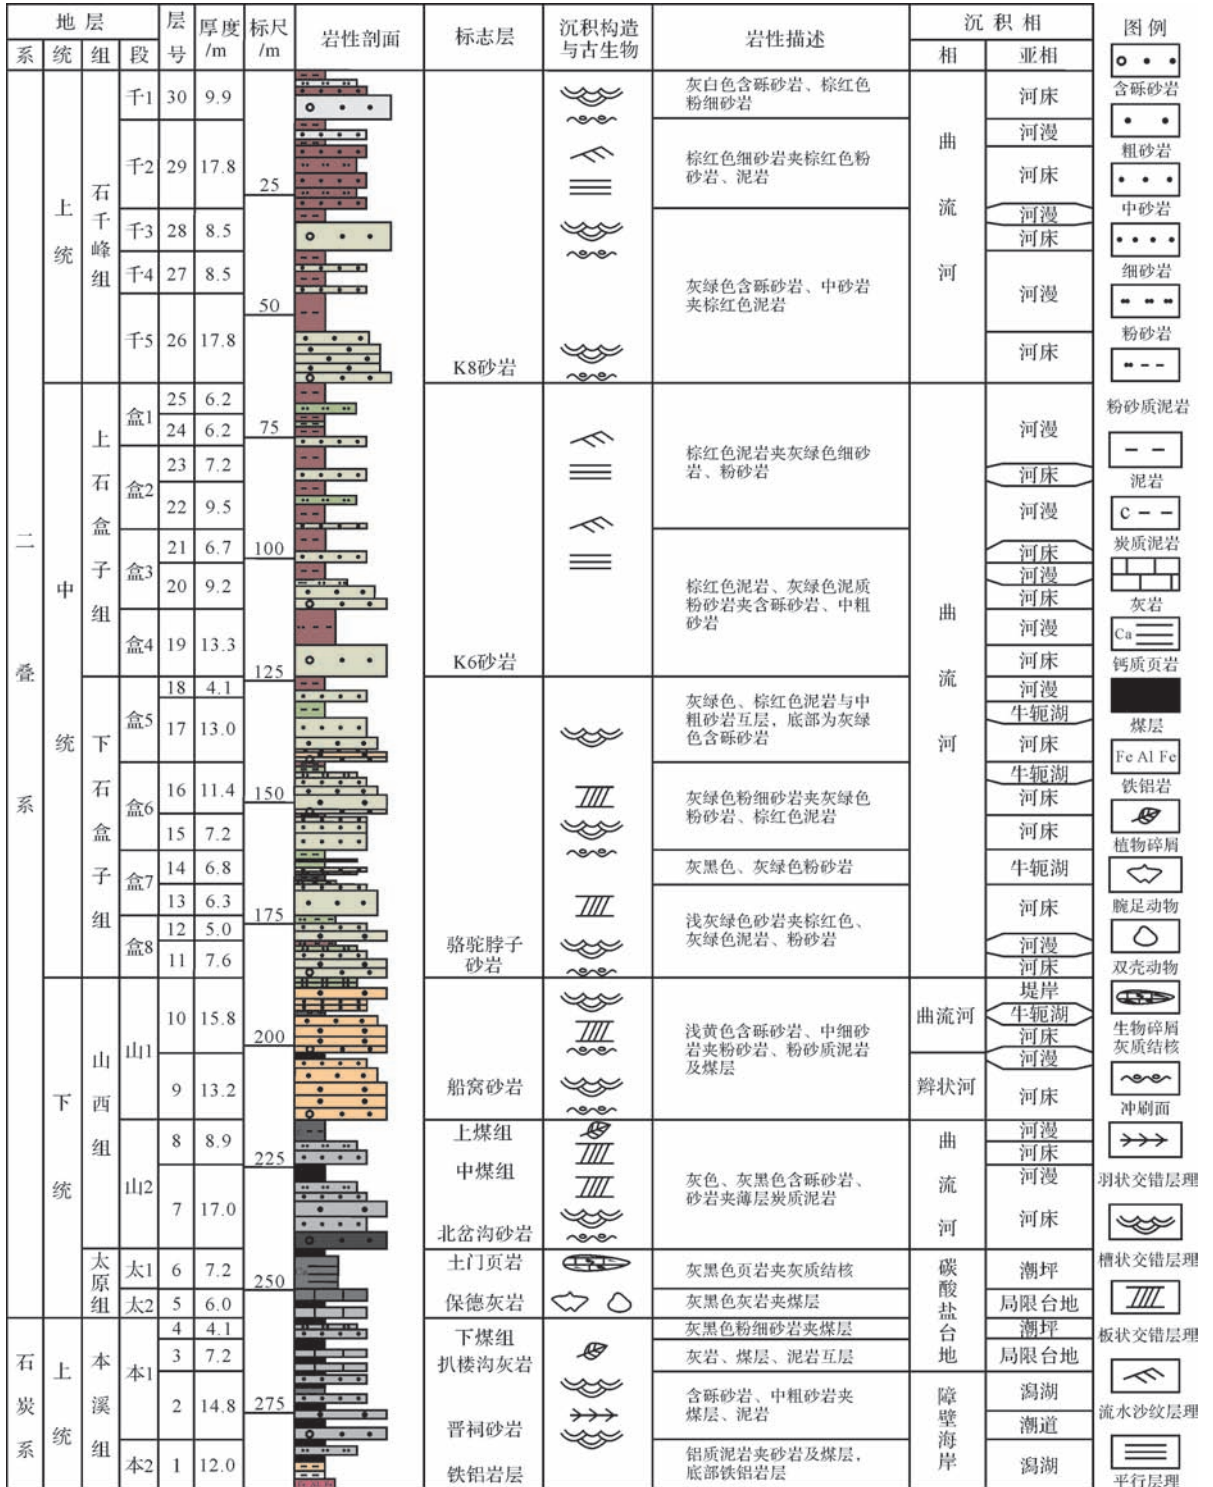 地层
层号
厚度/m
标尺/m
岩性剖面
标志层
沉积构造与古生物
岩性描述
沉积相
图例
系
统
组
段
相
亚相
二叠系
石炭系
上统
中统
下统
上统
石千峰组
上石盒子组
下石盒子组
山西组
太原组
本溪组
千1
千2
千3
千4
千5
盒1
盒2
盒3
盒4
盒5
盒6
盒7
盒8
山1
山2
太1
太2
本1
本2
30 9.9
29 17.8
28 8.5
27 8.5
26 17.8
25 6.2
24 6.2
23 7.2
22 9.5
21 6.7
20 9.2
19 13.3
18 4.1
17 13.0
16 11.4
15 7.2
14 6.8
13 6.3
12 5.0
11 7.6
10 15.8
9 13.2
8 8.9
7 17.0
6 7.2
5 6.0
4 4.1
3 7.2
2 14.8
1 12.0
25
50
75
100
125
150
175
200
225
250
275
K8砂岩
K6砂岩
骆驼脖子
砂岩
船窝砂岩
上煤组
中煤组
北岔沟砂岩
土门页岩
保德灰岩
下煤组
扒楼沟灰岩
晋祠砂岩
铁铝岩层
灰白色含砾砂岩、棕红色
粉细砂岩
棕红色细砂岩夹棕红色粉
砂岩、泥岩
灰绿色含砾砂岩、中砂岩
夹棕红色泥岩
棕红色泥岩夹灰绿色细砂
岩、粉砂岩
棕红色泥岩、灰绿色泥质
粉砂岩夹含砾砂岩、中粗
砂岩
灰绿色、棕红色泥岩与中
粗砂岩互层，底部为灰绿
色含砾砂岩
灰绿色粉细砂岩夹灰绿色
粉砂岩、棕红色泥岩
灰黑色、灰绿色粉砂岩
浅灰绿色砂岩夹棕红色、
灰绿色泥岩、粉砂岩
浅黄色含砾砂岩、中细砂
岩夹粉砂岩、粉砂质泥岩
及煤层
灰色、灰黑色含砾砂岩、
砂岩夹薄层炭质泥岩
灰黑色页岩夹灰质结核
灰黑色灰岩夹煤层
灰黑色粉细砂岩夹煤层
灰岩、煤层、泥岩互层
含砾砂岩、中粗砂岩夹
煤层、泥岩
铝质泥岩夹砂岩及煤层，
底部铁铝岩层
曲流河
曲流河
曲流河
辫状河
曲流河
碳酸盐台地
障壁海岸
河床
河漫
河床
河漫
河床
河漫
河床
河漫
河床
河漫
河床
河漫
河床
河漫
河床
河漫
牛轭湖
河床
牛轭湖
河床
河床
牛轭湖
河床
河漫
河床
堤岸
牛轭湖
河床
河漫
河床
河漫
河床
河漫
河床
潮坪
局限台地
潮坪
局限台地
潟湖
潮道
潟湖
含砾砂岩
粗砂岩
中砂岩
细砂岩
粉砂岩
粉砂质泥岩
泥岩
C
炭质泥岩
灰岩
Ca
钙质页岩
煤层
Fe Al Fe
铁铝岩
植物碎屑
腕足动物
双壳动物
生物碎屑
灰质结核
冲刷面
羽状交错层理
槽状交错层理
板状交错层理
流水沙纹层理
平行层理